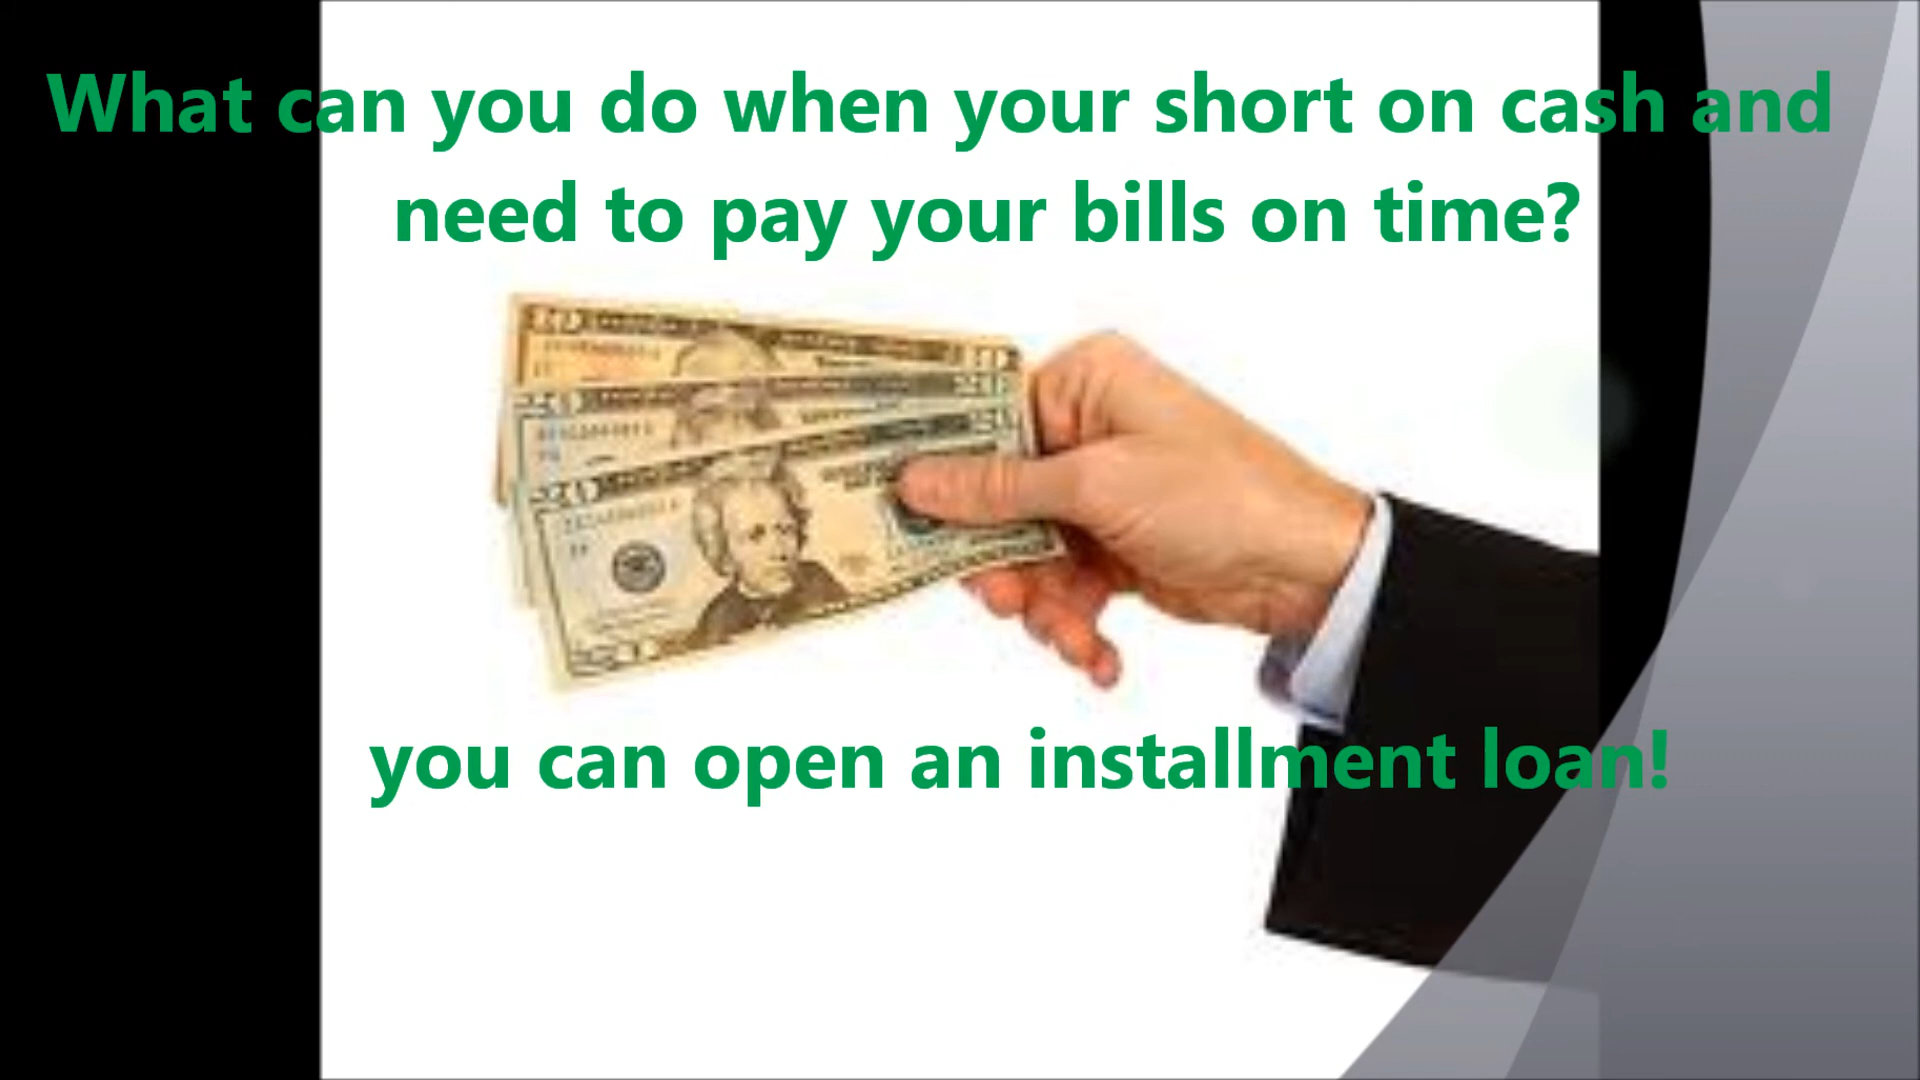 What can you do when your short on cash and
need to pay your bills on time?
you can open an installment loan!